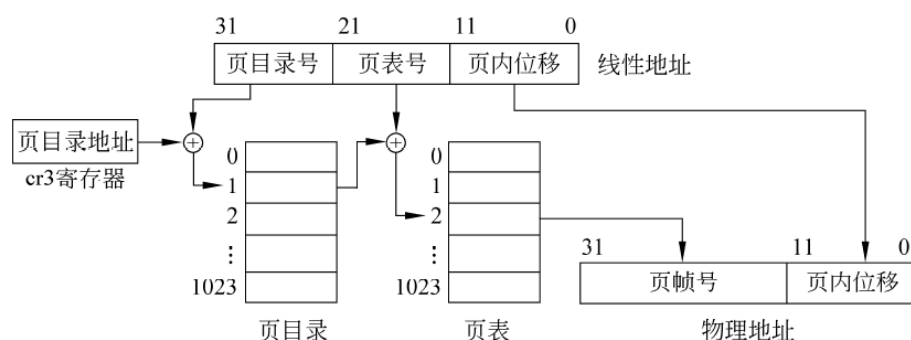 31 21 11 0
页目录号 页表号 页内位移 线性地址
页目录地址
cr3寄存器
0
1
2
⋮
1023
页目录
0
1
2
⋮
1023
页表
31 11 0
页帧号 页内位移
物理地址